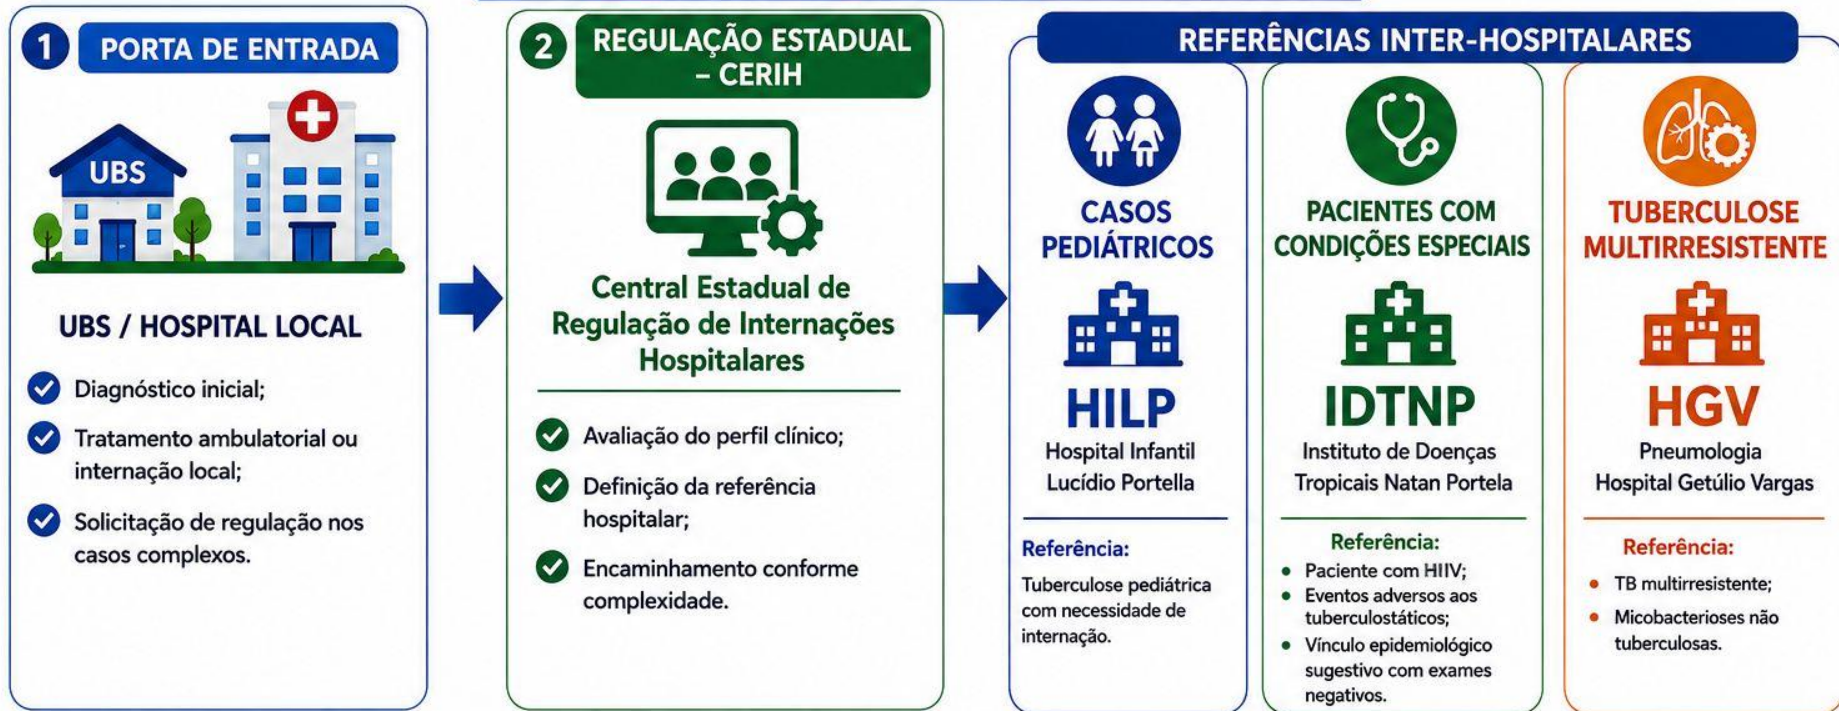 1 PORTA DE ENTRADA
UBS
UBS / HOSPITAL LOCAL
Diagnóstico inicial;
Tratamento ambulatorial ou
internação local;
Solicitação de regulação nos
casos complexos.
2 REGULAÇÃO ESTADUAL
– CERIH
Central Estadual de
Regulação de Internações
Hospitalares
Avaliação do perfil clínico;
Definição da referência
hospitalar;
Encaminhamento conforme
complexidade.
REFERÊNCIAS INTER-HOSPITALARES
CASOS
PEDIÁTRICOS
HILP
Hospital Infantil
Lucídio Portella
Referência:
Tuberculose pediátrica
com necessidade de
internação.
PACIENTES COM
CONDIÇÕES ESPECIAIS
IDTNP
Instituto de Doenças
Tropicais Natan Portela
Referência:
• Paciente com HIIV;
• Eventos adversos aos
tuberculostáticos;
• Vínculo epidemiológico
sugestivo com exames
negativos.
TUBERCULOSE
MULTIRRESISTENTE
HGV
Pneumologia
Hospital Getúlio Vargas
Referência:
• TB multirresistente;
• Micobacterioses não
tuberculosas.